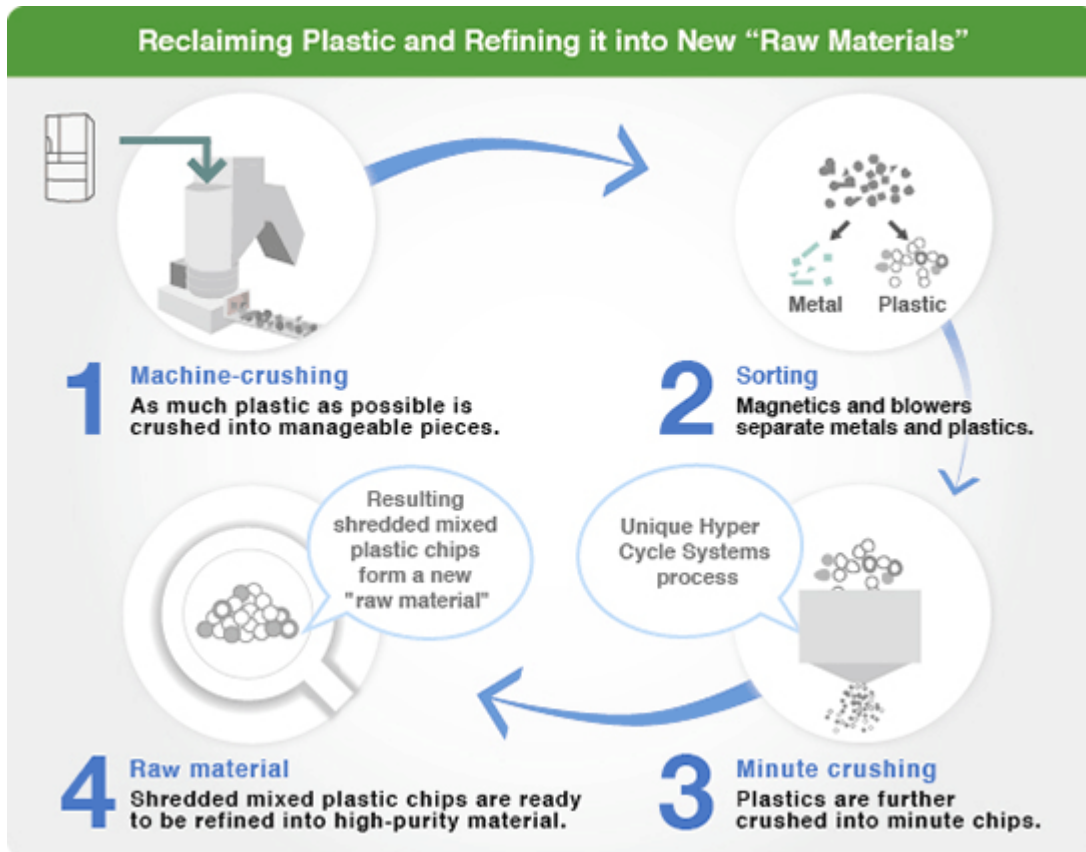 Reclaiming Plastic and Refining it into New “Raw Materials”
1
Machine-crushing
As much plastic as possible is
crushed into manageable pieces.
Metal Plastic
2
Sorting
Magnetics and blowers
separate metals and plastics.
Unique Hyper
Cycle Systems
process
3
Minute crushing
Plastics are further
crushed into minute chips.
Resulting
shredded mixed
plastic chips
form a new
"raw material"
4
Raw material
Shredded mixed plastic chips are ready
to be refined into high-purity material.